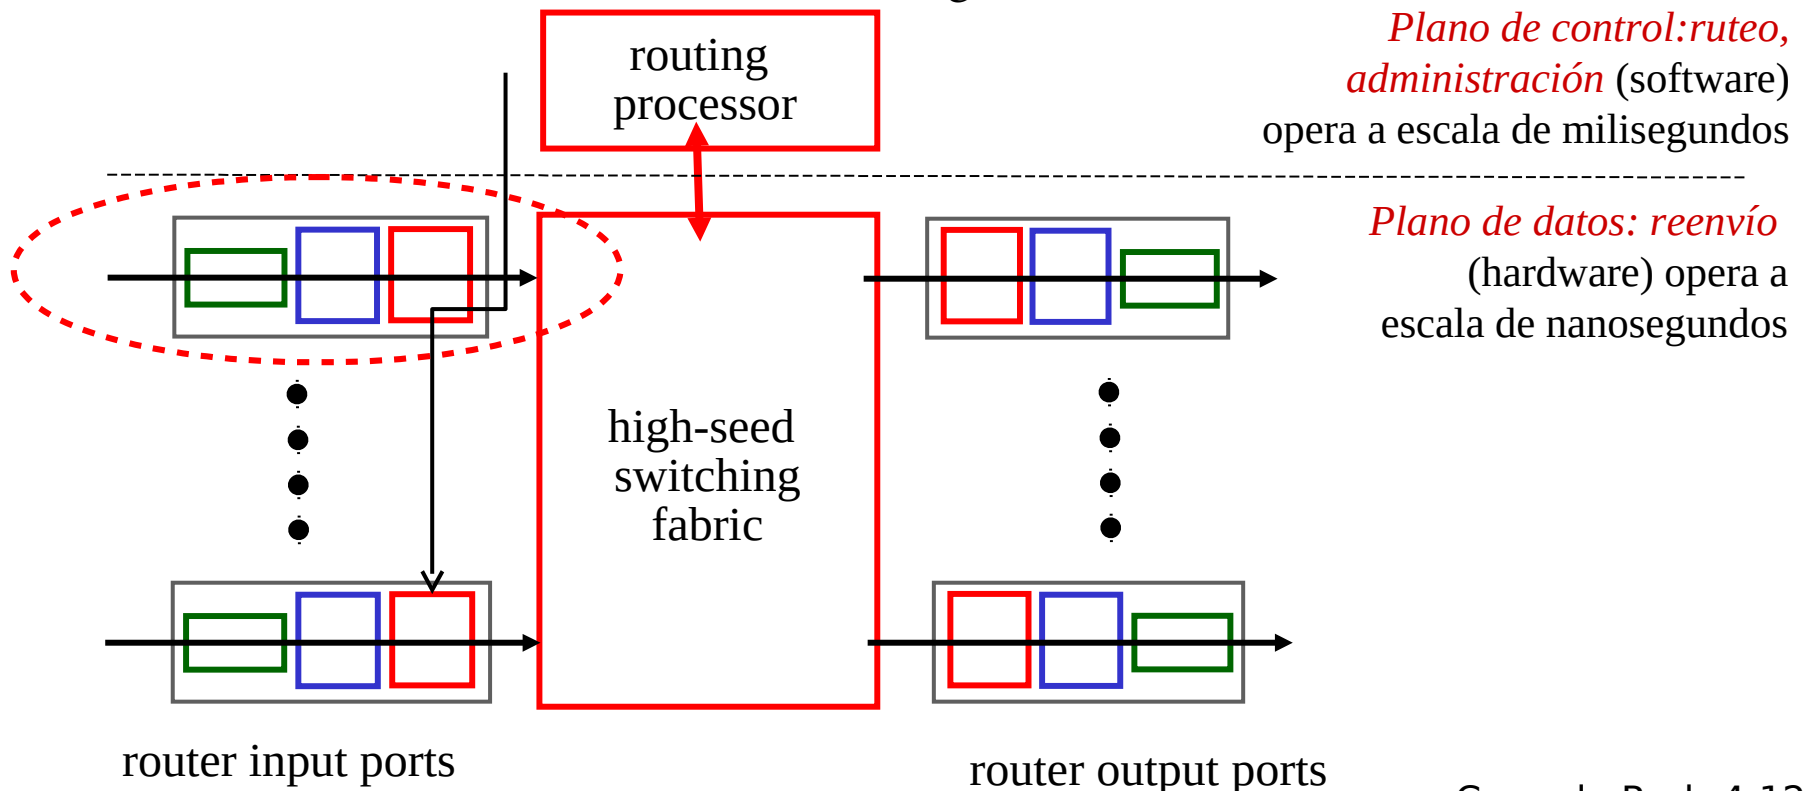 routing
processor
Plano de control:ruteo,
administración (software)
opera a escala de milisegundos
Plano de datos: reenvío
(hardware) opera a
escala de nanosegundos
high-seed
switching
fabric
router input ports
router output ports